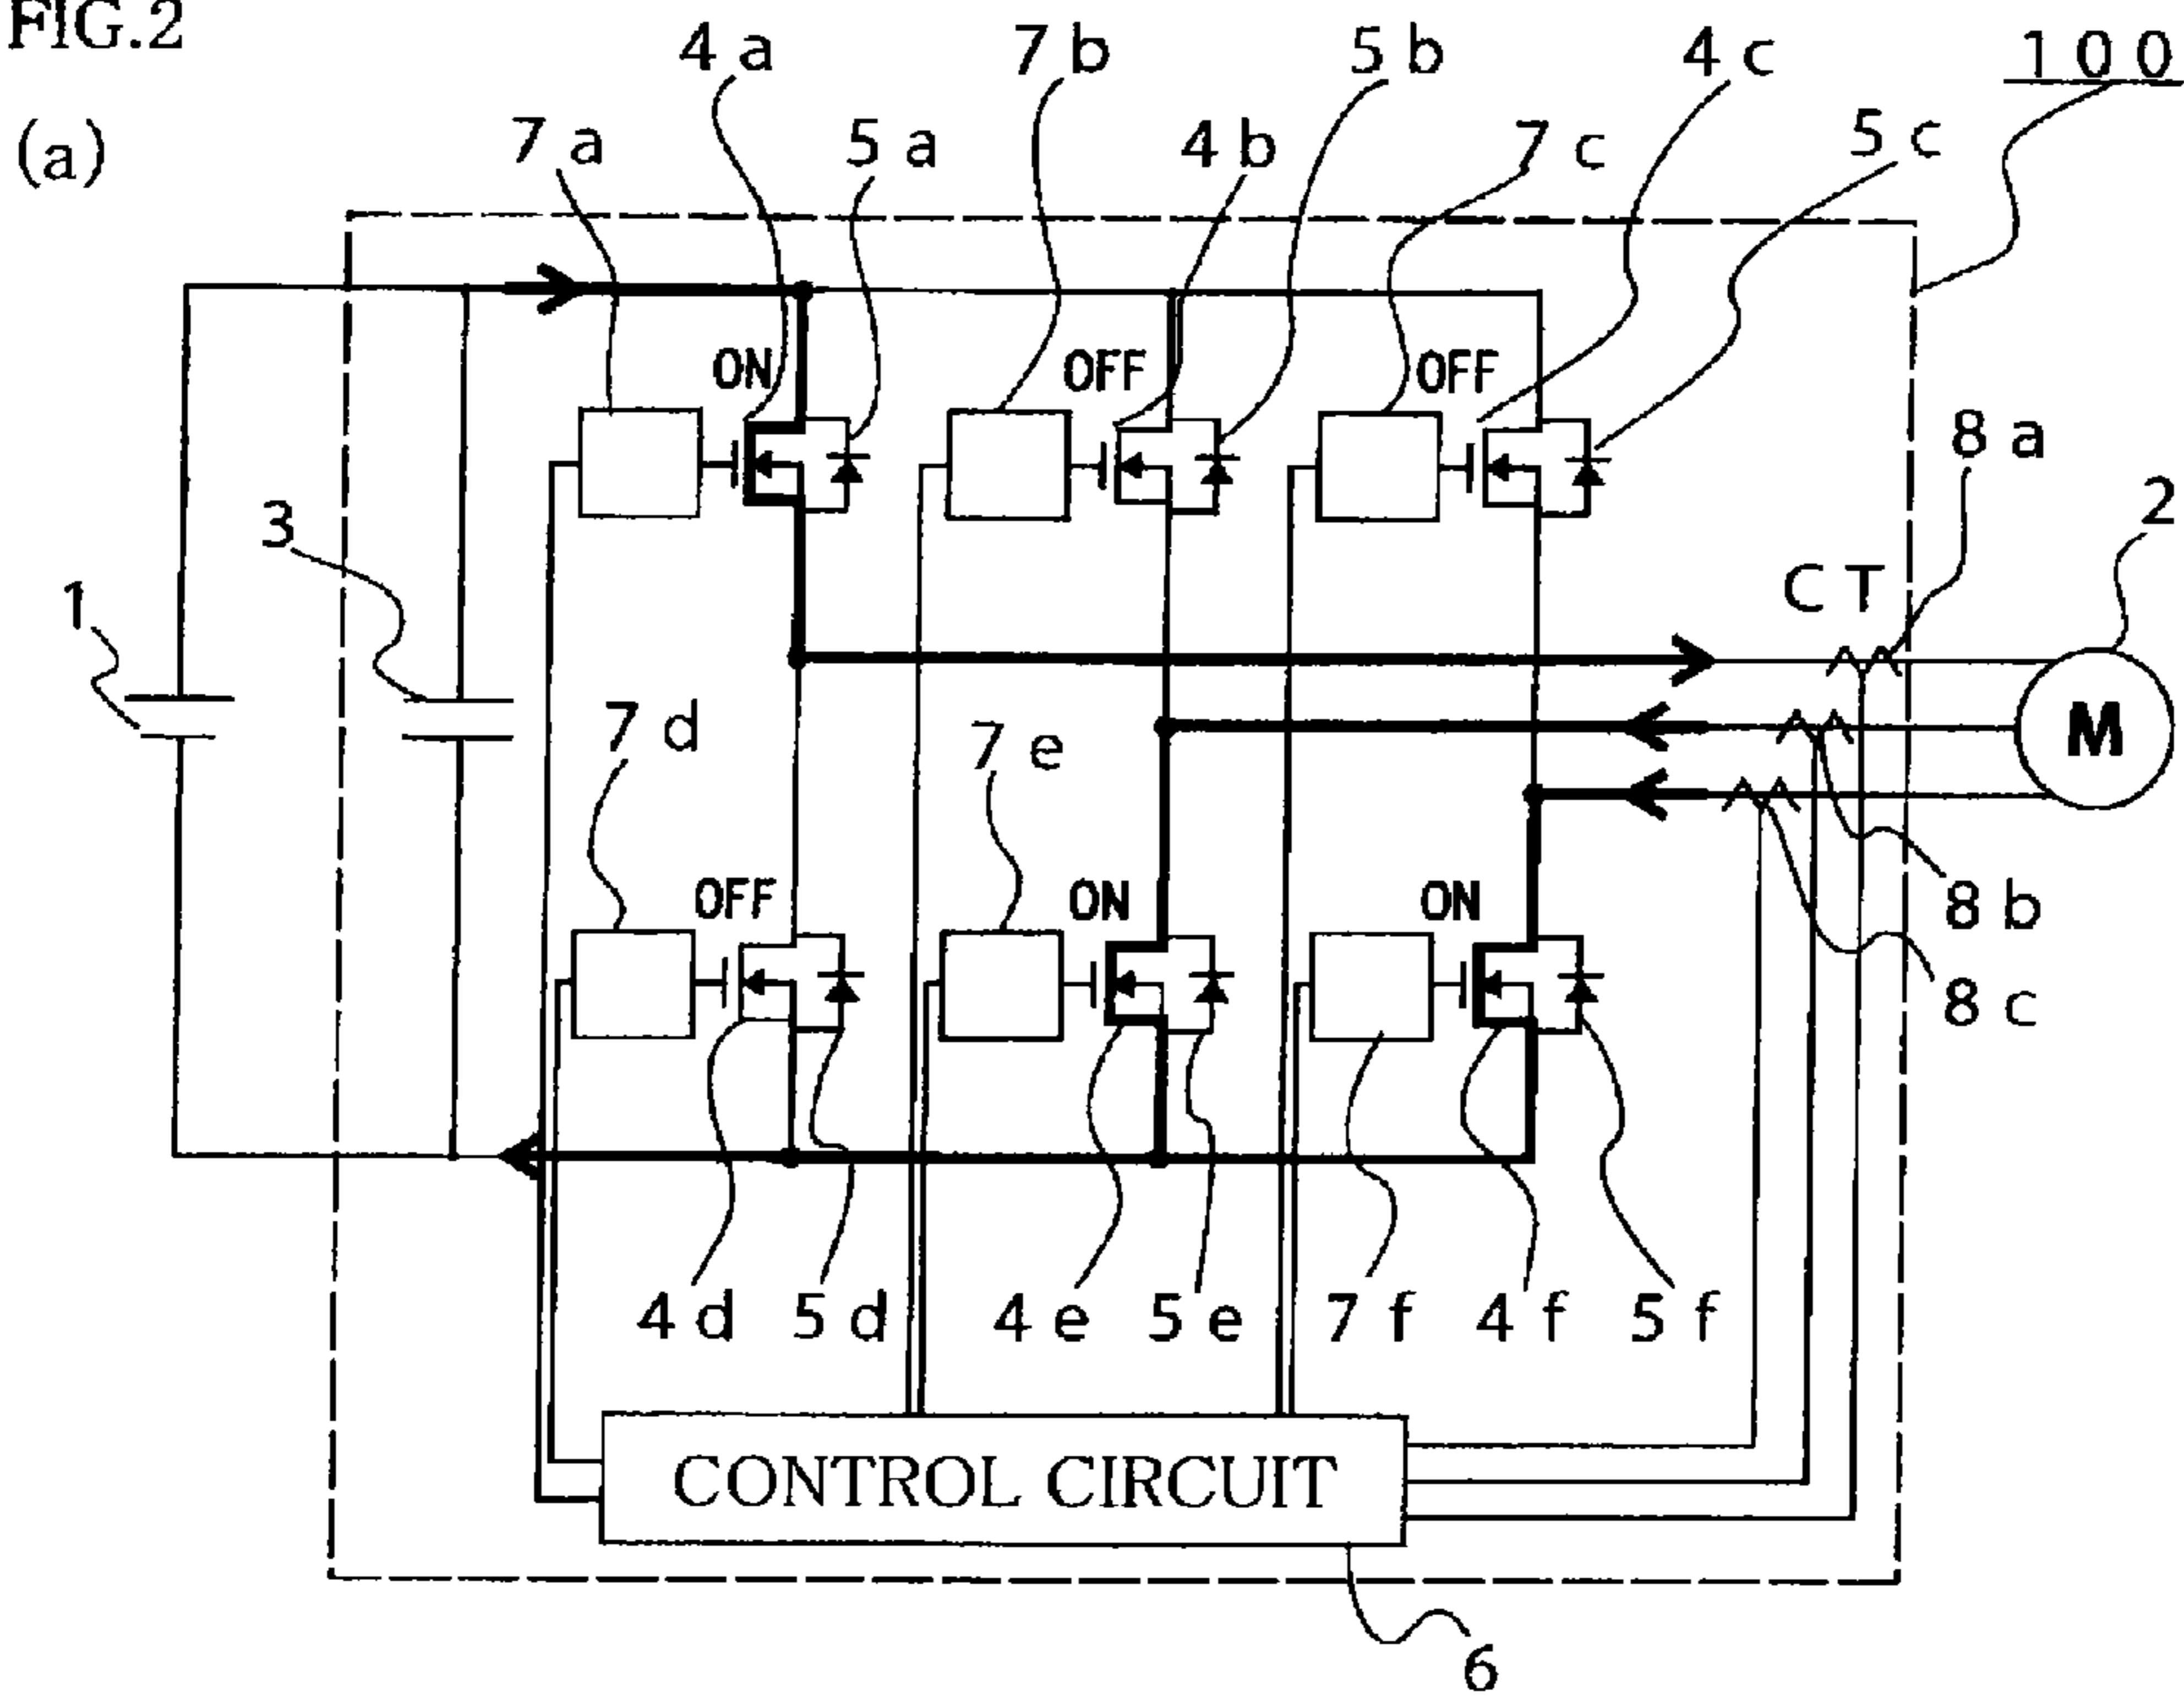 FIG.2
4a 7b 5b 4c 100
(a) 7a 5a 4b 7c 5c
ON OFF OFF
8a
3 2
1 CT
7d 7e M
OFF ON ON
8b
8c
4d 5d 4e 5e 7f 4f 5f
CONTROL CIRCUIT
6